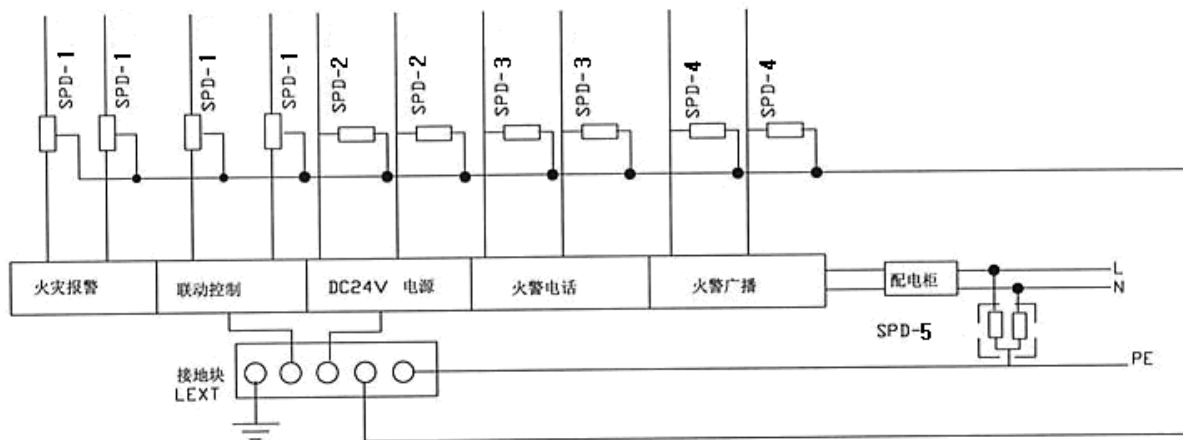 SPD-1
SPD-1
SPD-1
SPD-1
SPD-2
SPD-2
SPD-3
SPD-3
SPD-4
SPD-4
火灾报警
联动控制
DC24V 电源
火警电话
火警广播
配电柜
L
N
SPD-5
PE
接地块
LEXT